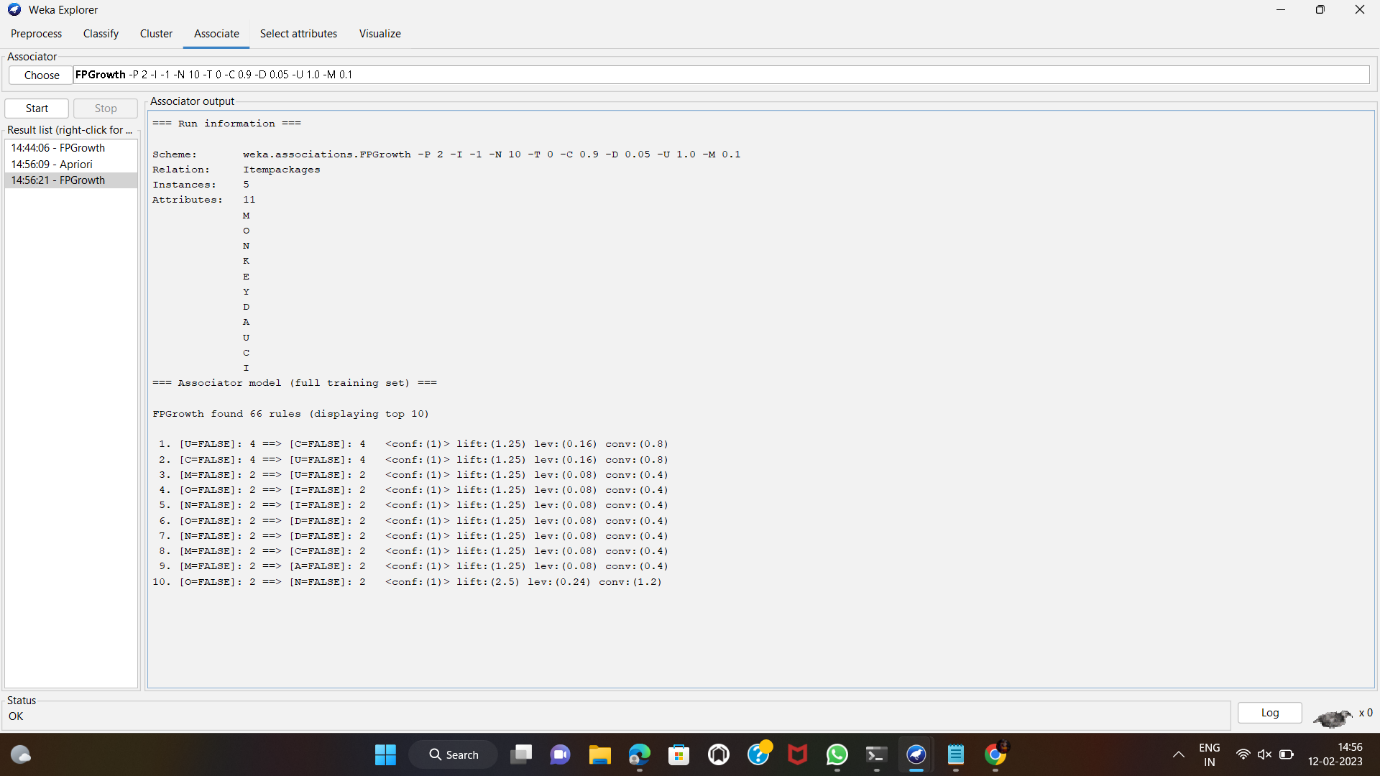 Weka Explorer
Preprocess Classify Cluster Associate Select attributes Visualize
Associator
Choose FPGrowth -P 2 -I -1 -N 10 -T 0 -C 0.9 -D 0.05 -U 1.0 -M 0.1
Start Stop
Result list (right-click for ...
14:44:06 - FPGrowth
14:56:09 - Apriori
14:56:21 - FPGrowth
Associator output
=== Run information ===
Scheme: weka.associations.FPGrowth -P 2 -I -1 -N 10 -T 0 -C 0.9 -D 0.05 -U 1.0 -M 0.1
Relation: Itempackages
Instances: 5
Attributes: 11
M
O
N
K
E
Y
D
A
U
C
I
=== Associator model (full training set) ===
FPGrowth found 66 rules (displaying top 10)
1. [U=FALSE]: 4 ==> [C=FALSE]: 4 <conf:(1)> lift:(1.25) lev:(0.16) conv:(0.8)
2. [C=FALSE]: 4 ==> [U=FALSE]: 4 <conf:(1)> lift:(1.25) lev:(0.16) conv:(0.8)
3. [M=FALSE]: 2 ==> [U=FALSE]: 2 <conf:(1)> lift:(1.25) lev:(0.08) conv:(0.4)
4. [O=FALSE]: 2 ==> [I=FALSE]: 2 <conf:(1)> lift:(1.25) lev:(0.08) conv:(0.4)
5. [N=FALSE]: 2 ==> [I=FALSE]: 2 <conf:(1)> lift:(1.25) lev:(0.08) conv:(0.4)
6. [O=FALSE]: 2 ==> [D=FALSE]: 2 <conf:(1)> lift:(1.25) lev:(0.08) conv:(0.4)
7. [N=FALSE]: 2 ==> [D=FALSE]: 2 <conf:(1)> lift:(1.25) lev:(0.08) conv:(0.4)
8. [M=FALSE]: 2 ==> [C=FALSE]: 2 <conf:(1)> lift:(1.25) lev:(0.08) conv:(0.4)
9. [M=FALSE]: 2 ==> [A=FALSE]: 2 <conf:(1)> lift:(1.25) lev:(0.08) conv:(0.4)
10. [O=FALSE]: 2 ==> [N=FALSE]: 2 <conf:(1)> lift:(2.5) lev:(0.24) conv:(1.2)
Status
OK
Log x 0
Search
ENG
IN
14:56
12-02-2023